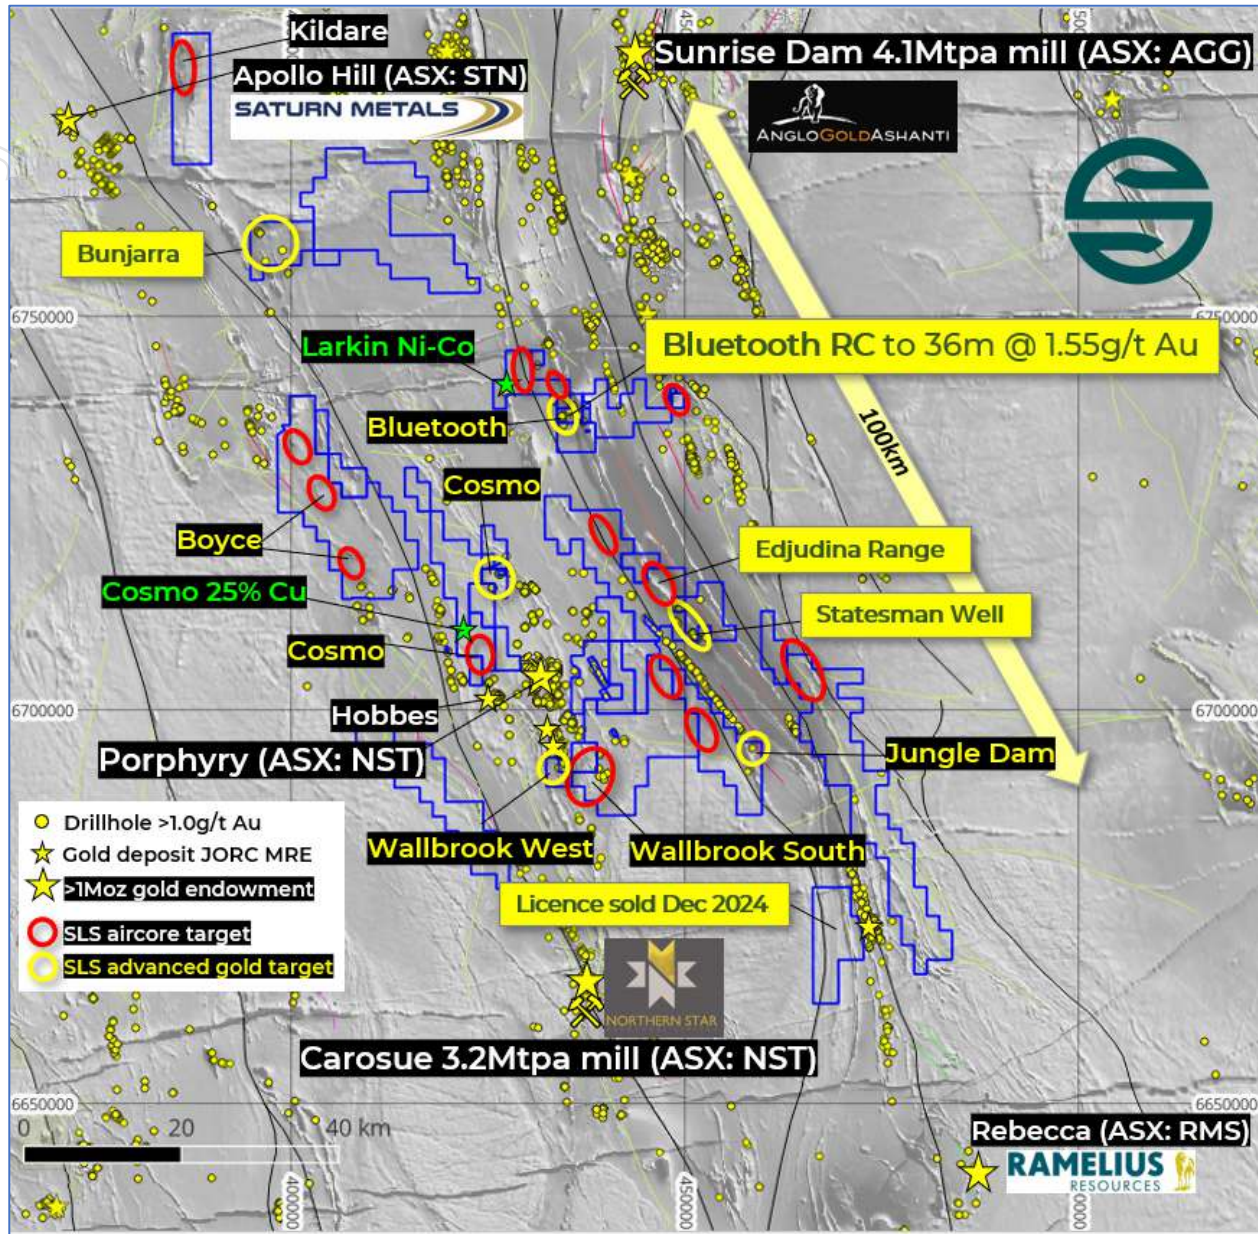 Kildare
Sunrise Dam 4.1Mtpa mill (ASX: AGG)
Apollo Hill (ASX: STN)
SATURN METALS
ANGLOGOLDASHANTI
Bunjarra
6750000
6750000
Larkin Ni-Co
Bluetooth RC to 36m @ 1.55g/t Au
Bluetooth
100km
Cosmo
Boyce
Edjudina Range
Cosmo 25% Cu
Statesman Well
Cosmo
Hobbes
6700000
6700000
Porphyry (ASX: NST)
Jungle Dam
Wallbrook West
Wallbrook South
Drillhole >1.0g/t Au
Gold deposit JORC MRE
>1Moz gold endowment
SLS aircore target
SLS advanced gold target
Licence sold Dec 2024
NORTHERN STAR
Carosue 3.2Mtpa mill (ASX: NST)
6650000
6650000
0 20 40 km
Rebecca (ASX: RMS)
RAMELIUS
RESOURCES
400000
450000